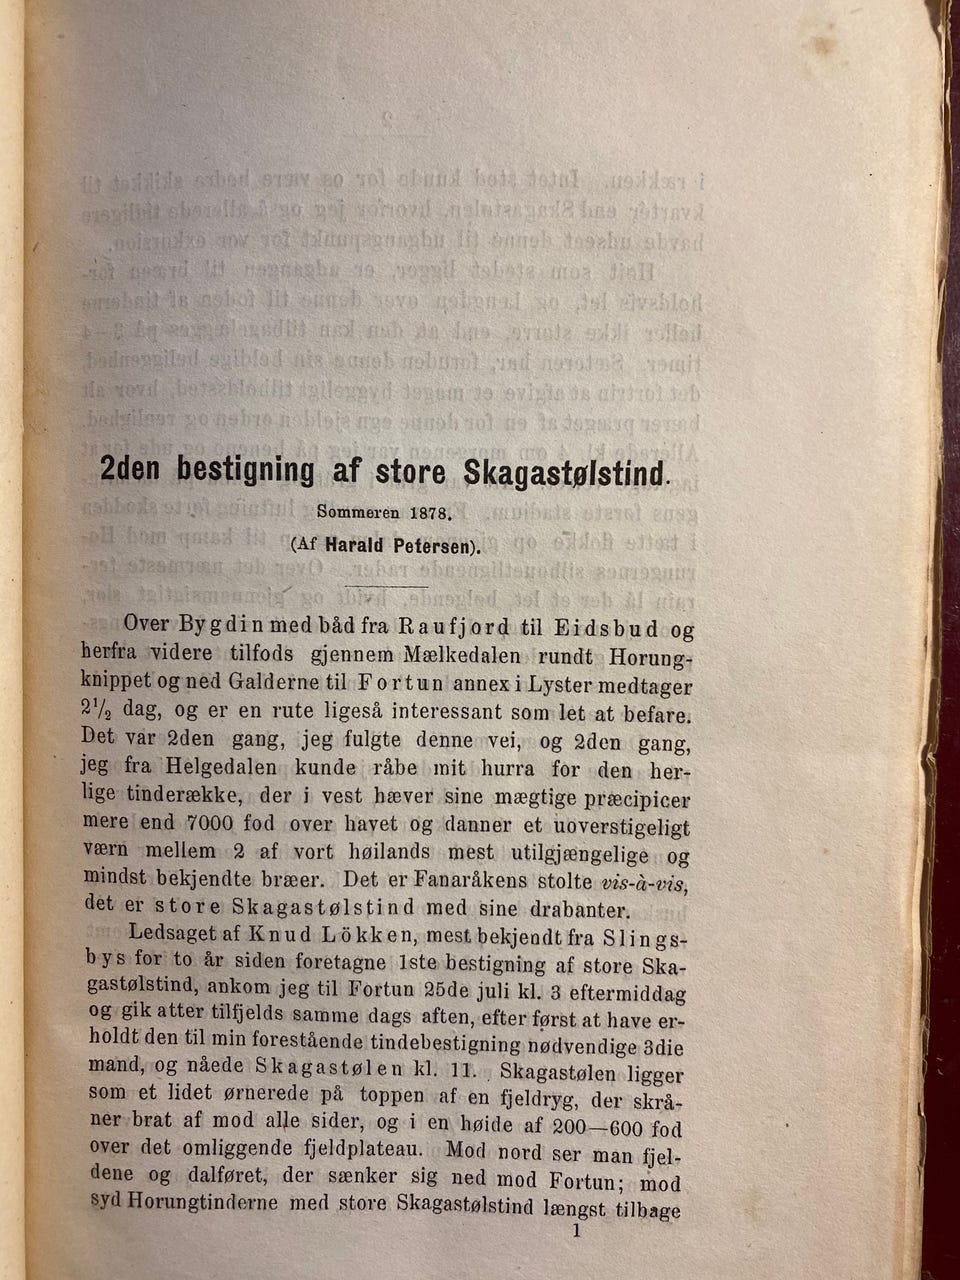 2den bestigning af store Skagastølstind.
Sommeren 1878.
(Af Harald Petersen).
Over Bygdin med båd fra Raufjord til Eidsbud og
herfra videre tilfods gjennem Mælkedalen rundt Horung-
knippet og ned Galderne til Fortun annex i Lyster medtager
2½ dag, og er en rute ligeså interessant som let at befare.
Det var 2den gang, jeg fulgte denne vei, og 2den gang,
jeg fra Helgedalen kunde råbe mit hurra for den her-
lige tinderække, der i vest hæver sine mægtige præcipicer
mere end 7000 fod over havet og danner et uoverstigeligt
værn mellem 2 af vort høilands mest utilgjængelige og
mindst bekjendte bræer. Det er Fanaråkens stolte vis-à-vis,
det er store Skagastølstind med sine drabanter.
Ledsaget af Knud Lökken, mest bekjendt fra Slings-
bys for to år siden foretagne 1ste bestigning af store Ska-
gastølstind, ankom jeg til Fortun 25de juli kl. 3 eftermiddag
og gik atter tilfjelds samme dags aften, efter først at have er-
holdt den til min forestående tindebestigning nødvendige 3die
mand, og nåede Skagastølen kl. 11. Skagastølen ligger
som et lidet ørnerede på toppen af en fjeldryg, der skrå-
ner brat af mod alle sider, og i en høide af 200—600 fod
over det omliggende fjeldplateau. Mod nord ser man fjel-
dene og dalføret, der sænker sig ned mod Fortun; mod
syd Horungtinderne med store Skagastølstind længst tilbage
1